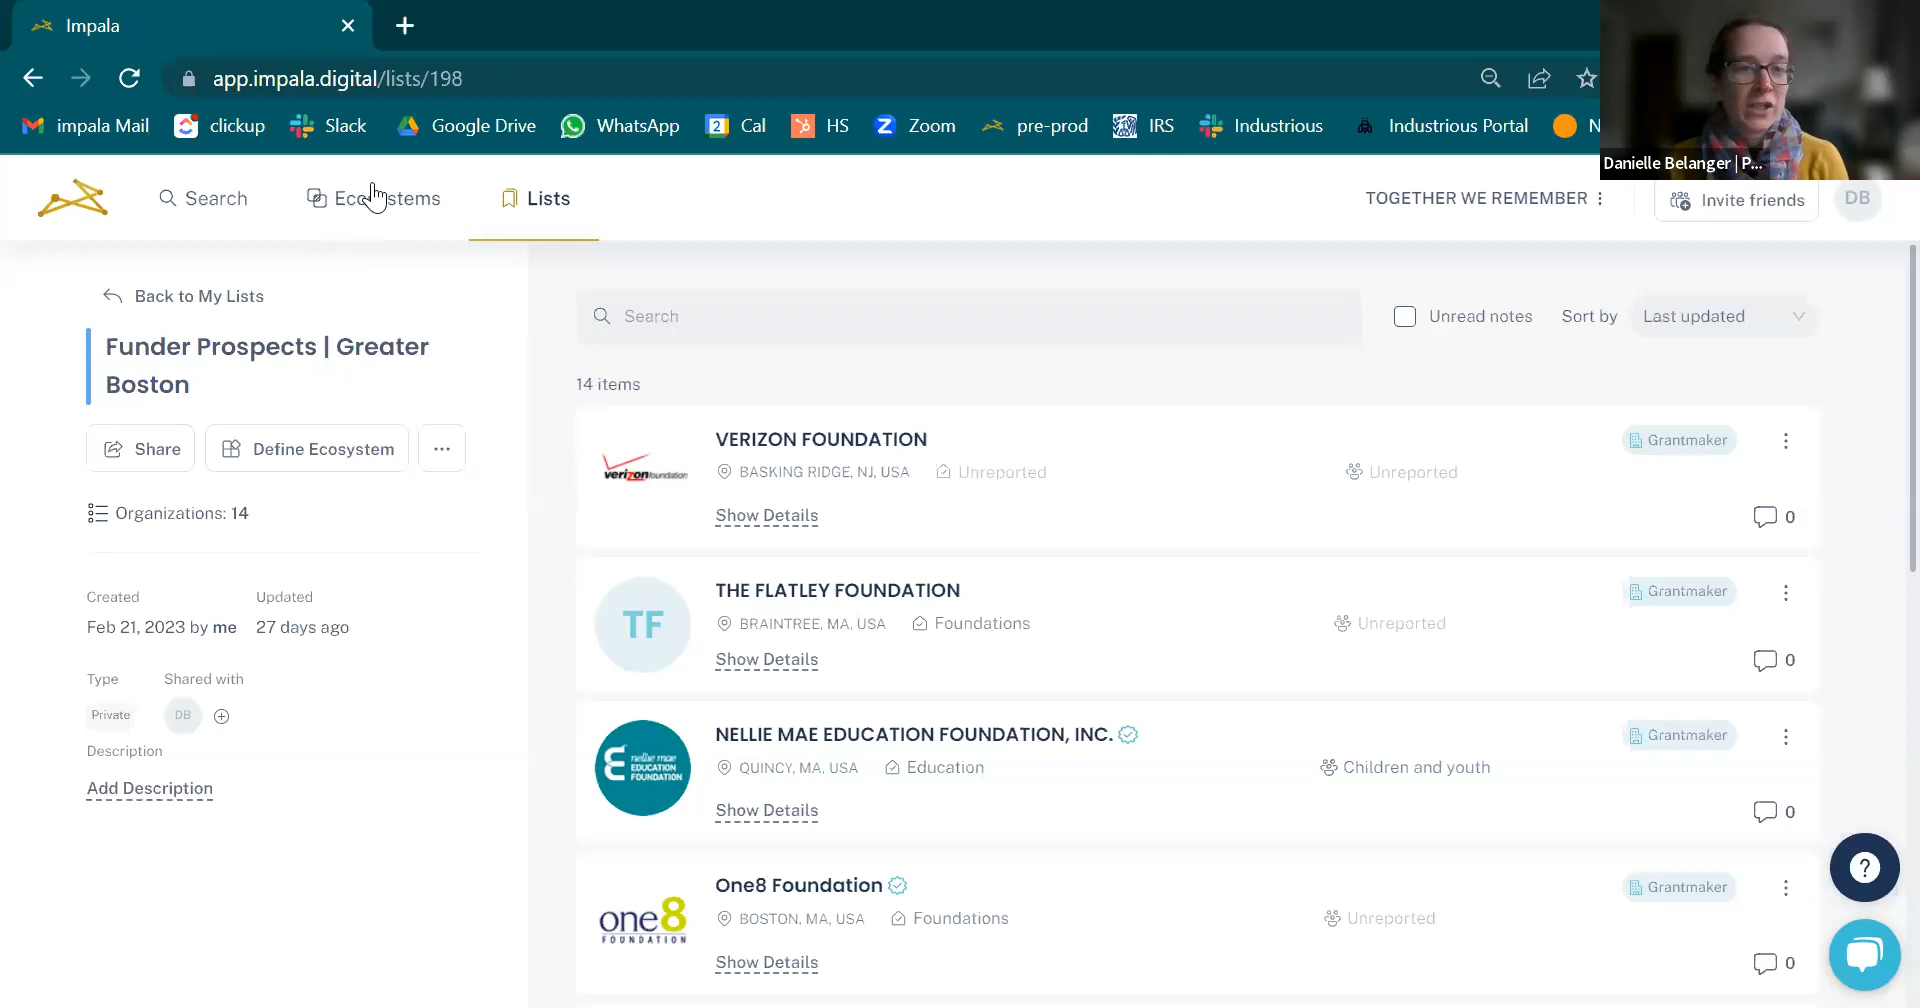 Impala
app.impala.digital/lists/198
impala Mail clickup Slack Google Drive WhatsApp 2 Cal HS Zoom pre-prod IRS Industrious Industrious Portal N
Danielle Belanger | P...
Search Ecosystems Lists TOGETHER WE REMEMBER Invite friends DB
Back to My Lists
Funder Prospects | Greater
Boston
Share Define Ecosystem ...
Organizations: 14
Created Updated
Feb 21, 2023 by me 27 days ago
Type Shared with
Private DB
Description
Add Description
Search Unread notes Sort by Last updated
14 items
verizon foundation
VERIZON FOUNDATION Grantmaker
BASKING RIDGE, NJ, USA Unreported Unreported
Show Details 0
TF
THE FLATLEY FOUNDATION Grantmaker
BRAINTREE, MA, USA Foundations Unreported
Show Details 0
nellie mae
EDUCATION
FOUNDATION
NELLIE MAE EDUCATION FOUNDATION, INC. Grantmaker
QUINCY, MA, USA Education Children and youth
Show Details 0
one8
FOUNDATION
One8 Foundation Grantmaker
BOSTON, MA, USA Foundations Unreported
Show Details 0
?